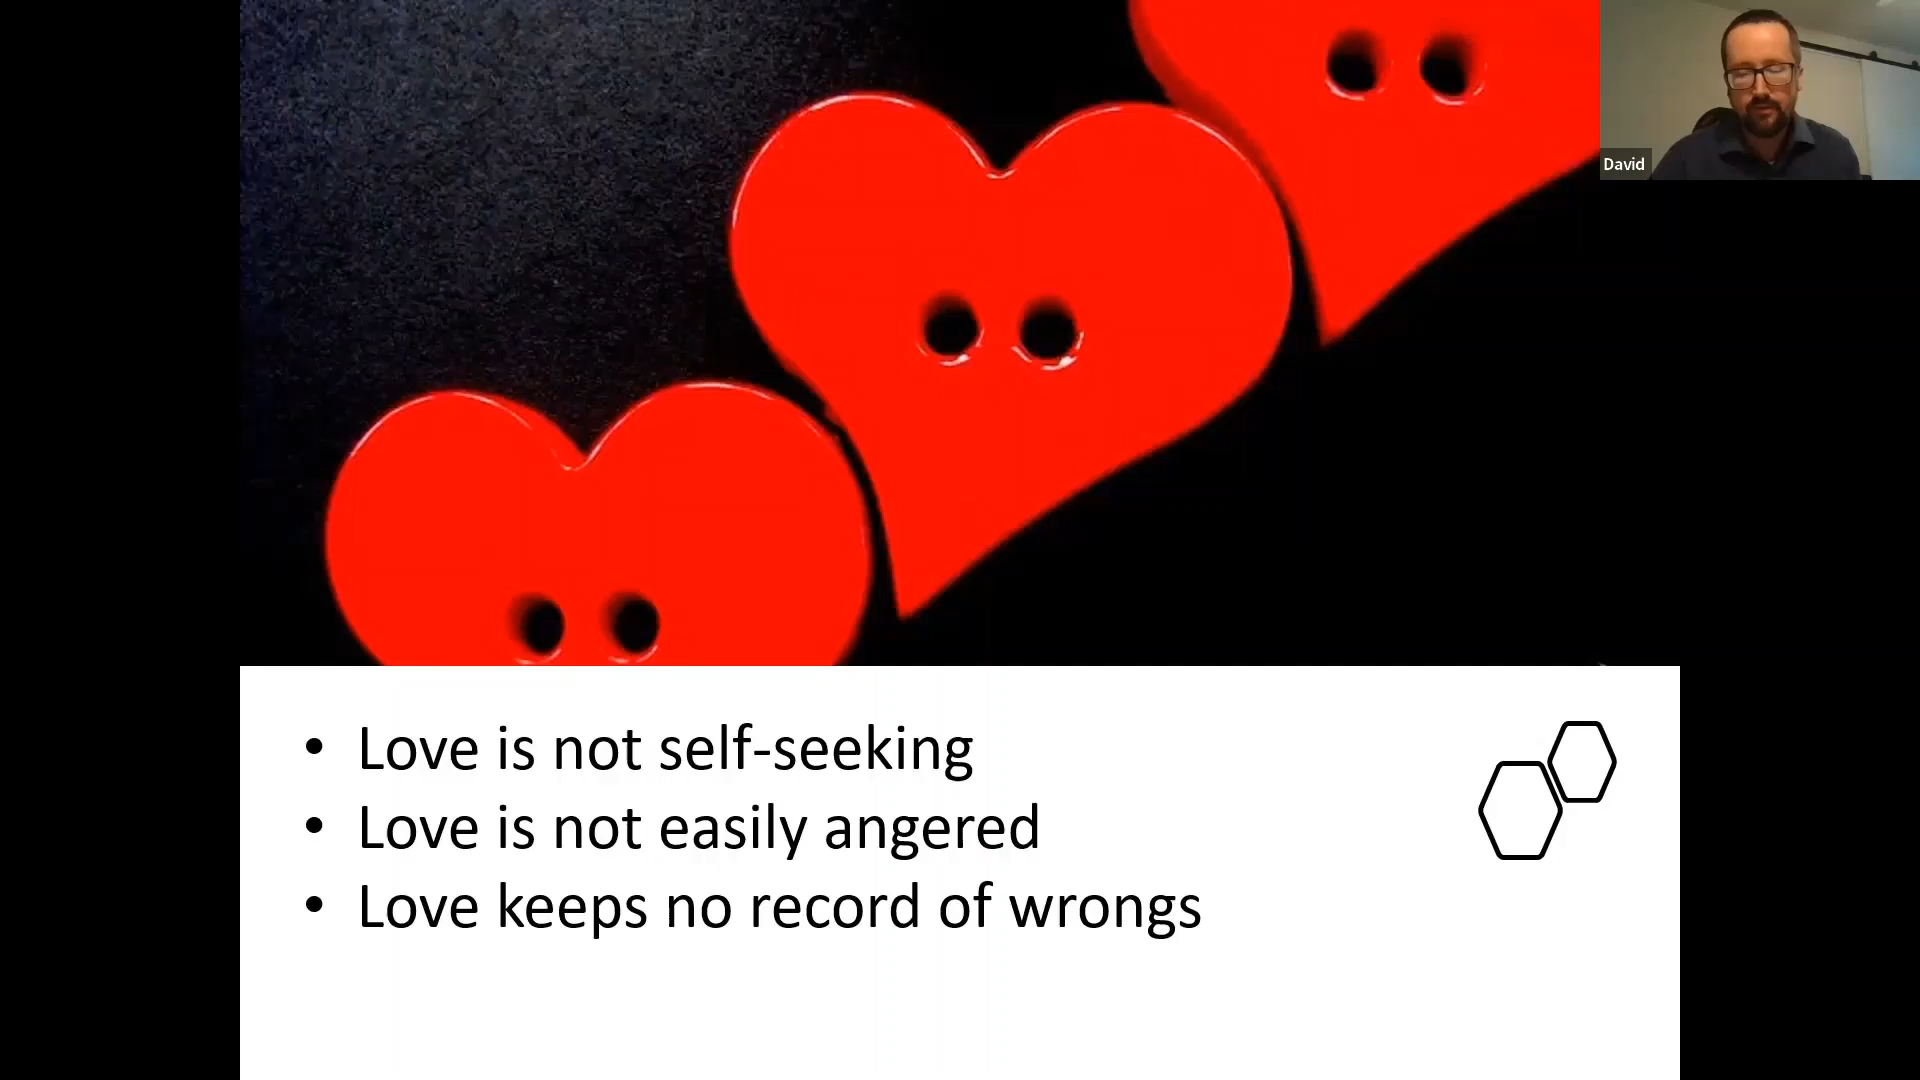 David
• Love is not self-seeking
• Love is not easily angered
• Love keeps no record of wrongs